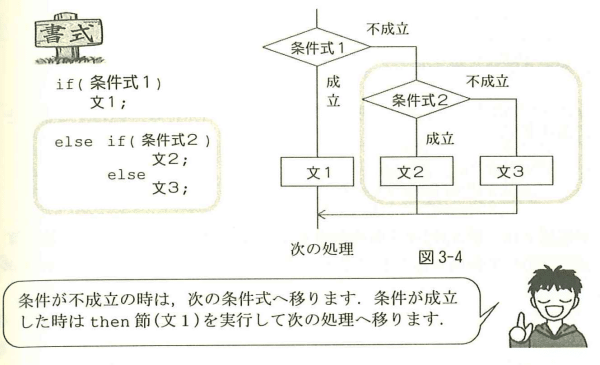 書式
if( 条件式1 )
文1;
else if( 条件式2 )
文2;
else
文3;
条件式1
不成立
成立
条件式2
不成立
成立
文1
文2
文3
次の処理
図 3-4
条件が不成立の時は，次の条件式へ移ります．条件が成立
した時は then 節(文1)を実行して次の処理へ移ります．